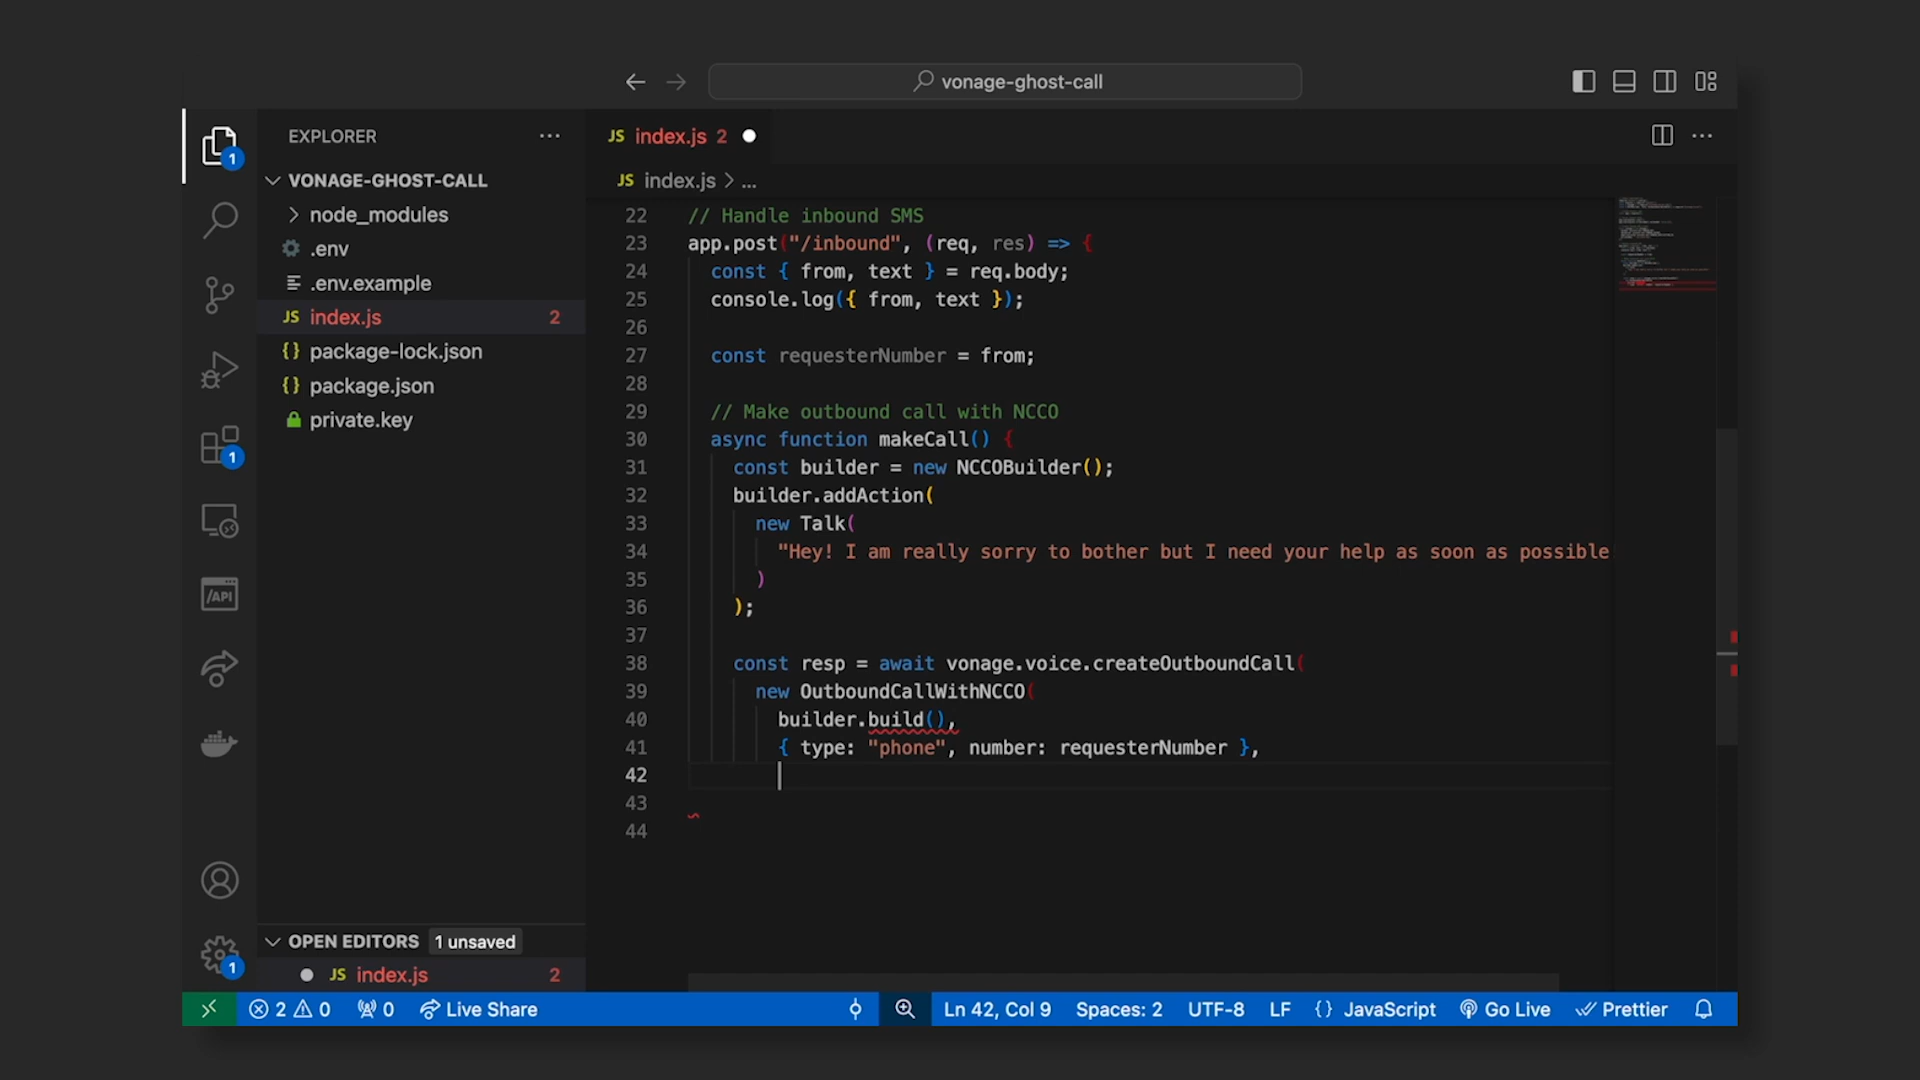 vonage-ghost-call
EXPLORER
JS index.js 2
1
VONAGE-GHOST-CALL
JS index.js > ...
node_modules
.env
.env.example
JS index.js 2
{} package-lock.json
{} package.json
private.key
1
/API
22 // Handle inbound SMS
23 app.post("/inbound", (req, res) => {
24 const { from, text } = req.body;
25 console.log({ from, text });
26
27 const requesterNumber = from;
28
29 // Make outbound call with NCCO
30 async function makeCall() {
31 const builder = new NCCOBuilder();
32 builder.addAction(
33 new Talk(
34 "Hey! I am really sorry to bother but I need your help as soon as possible
35 )
36 );
37
38 const resp = await vonage.voice.createOutboundCall(
39 new OutboundCallWithNCCO(
40 builder.build(),
41 { type: "phone", number: requesterNumber },
42
43
44
OPEN EDITORS 1 unsaved
JS index.js 2
1
2 0 0 Live Share Ln 42, Col 9 Spaces: 2 UTF-8 LF {} JavaScript Go Live Prettier